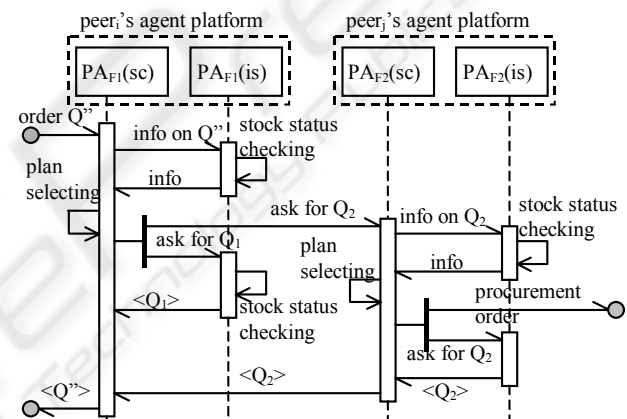 peeri's agent platform
peerj's agent platform
PAF1(sc)
PAF1(is)
PAF2(sc)
PAF2(is)
order Q”
info on Q”
stock status
checking
plan
selecting
info
ask for Q2
info on Q2
stock status
checking
ask for Q1
plan
selecting
info
procurement
order
<Q1>
stock status
checking
ask for Q2
<Q2>
<Q2>
<Q”>